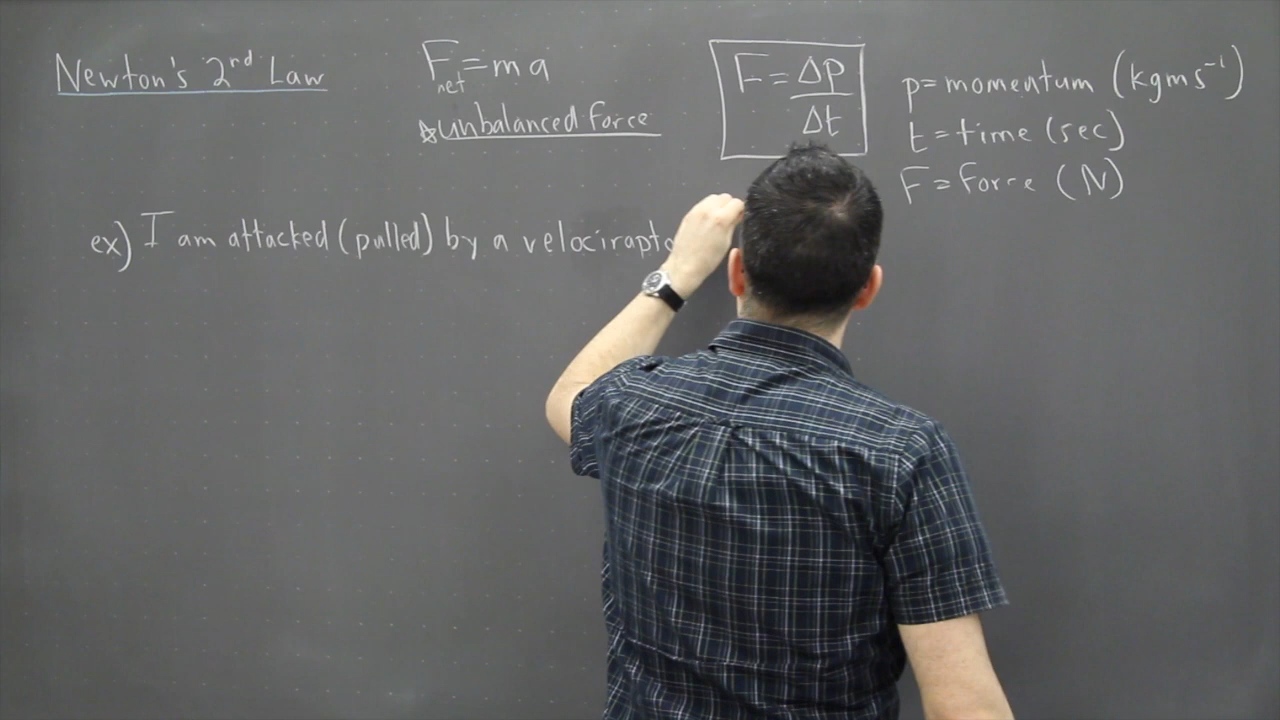 Newton's 2nd Law
F_net = ma
☆unbalanced force
F = Δp/Δt
p = momentum (kgms⁻¹)
t = time (sec)
F = force (N)
ex) I am attacked (pulled) by a velocirapto